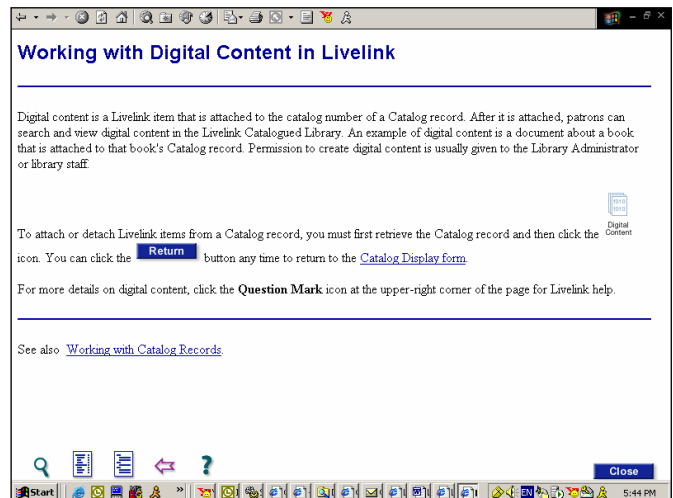 Working with Digital Content in Livelink
Digital content is a Livelink item that is attached to the catalog number of a Catalog record. After it is attached, patrons can
search and view digital content in the Livelink Catalogued Library. An example of digital content is a document about a book
that is attached to that book's Catalog record. Permission to create digital content is usually given to the Library Administrator
or library staff.
1010
1010
Digital
Content
To attach or detach Livelink items from a Catalog record, you must first retrieve the Catalog record and then click the
icon. You can click the Return button any time to return to the Catalog Display form.
For more details on digital content, click the Question Mark icon at the upper-right corner of the page for Livelink help.
See also Working with Catalog Records.
?
Close
Start » EN 5:44 PM